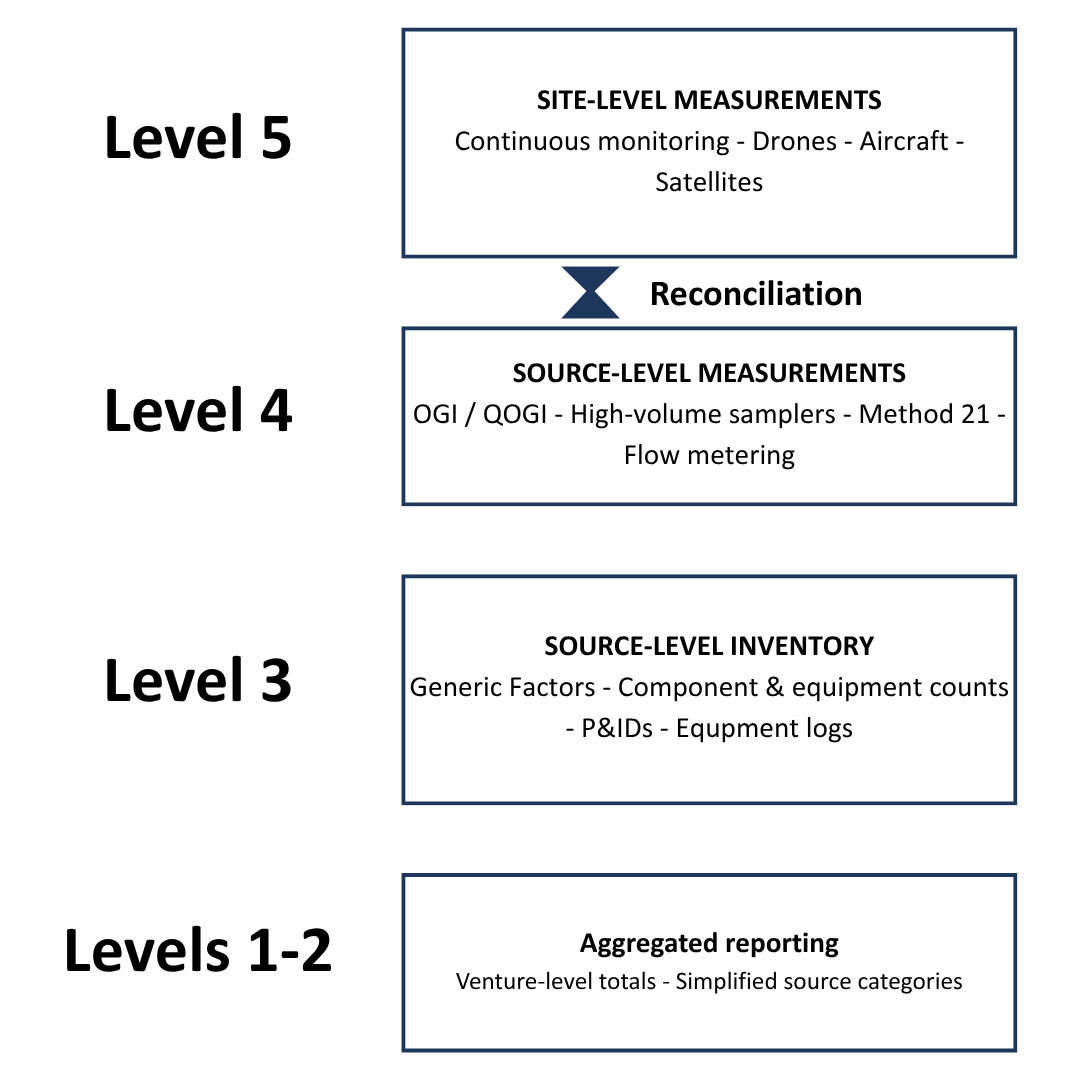 Level 5
SITE-LEVEL MEASUREMENTS
Continuous monitoring - Drones - Aircraft -
Satellites
Reconciliation
Level 4
SOURCE-LEVEL MEASUREMENTS
OGI / QOGI - High-volume samplers - Method 21 -
Flow metering
Level 3
SOURCE-LEVEL INVENTORY
Generic Factors - Component & equipment counts
- P&IDs - Equpment logs
Levels 1-2
Aggregated reporting
Venture-level totals - Simplified source categories